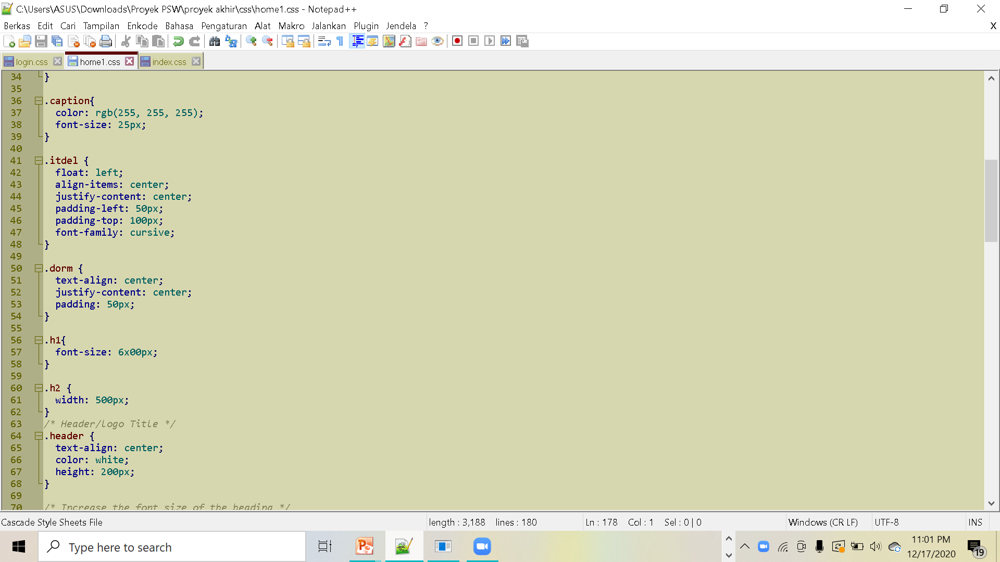 C:\Users\ASUS\Downloads\Proyek PSW\proyek akhir\css\home1.css - Notepad++
Berkas Edit Cari Tampilan Enkode Bahasa Pengaturan Alat Makro Jalankan Plugin Jendela ? X
login.css home1.css index.css
34 }
35
36 .caption{
37 color: rgb(255, 255, 255);
38 font-size: 25px;
39 }
40
41 .itdel {
42 float: left;
43 align-items: center;
44 justify-content: center;
45 padding-left: 50px;
46 padding-top: 100px;
47 font-family: cursive;
48 }
49
50 .dorm {
51 text-align: center;
52 justify-content: center;
53 padding: 50px;
54 }
55
56 .h1{
57 font-size: 6x00px;
58 }
59
60 .h2 {
61 width: 500px;
62 }
63 /* Header/logo Title */
64 .header {
65 text-align: center;
66 color: white;
67 height: 200px;
68 }
69
70 /* Increase the font size of the heading */
Cascade Style Sheets File length : 3,188 lines : 180 Ln : 178 Col : 1 Sel : 0 | 0 Windows (CR LF) UTF-8 INS
Type here to search
11:01 PM
12/17/2020
19